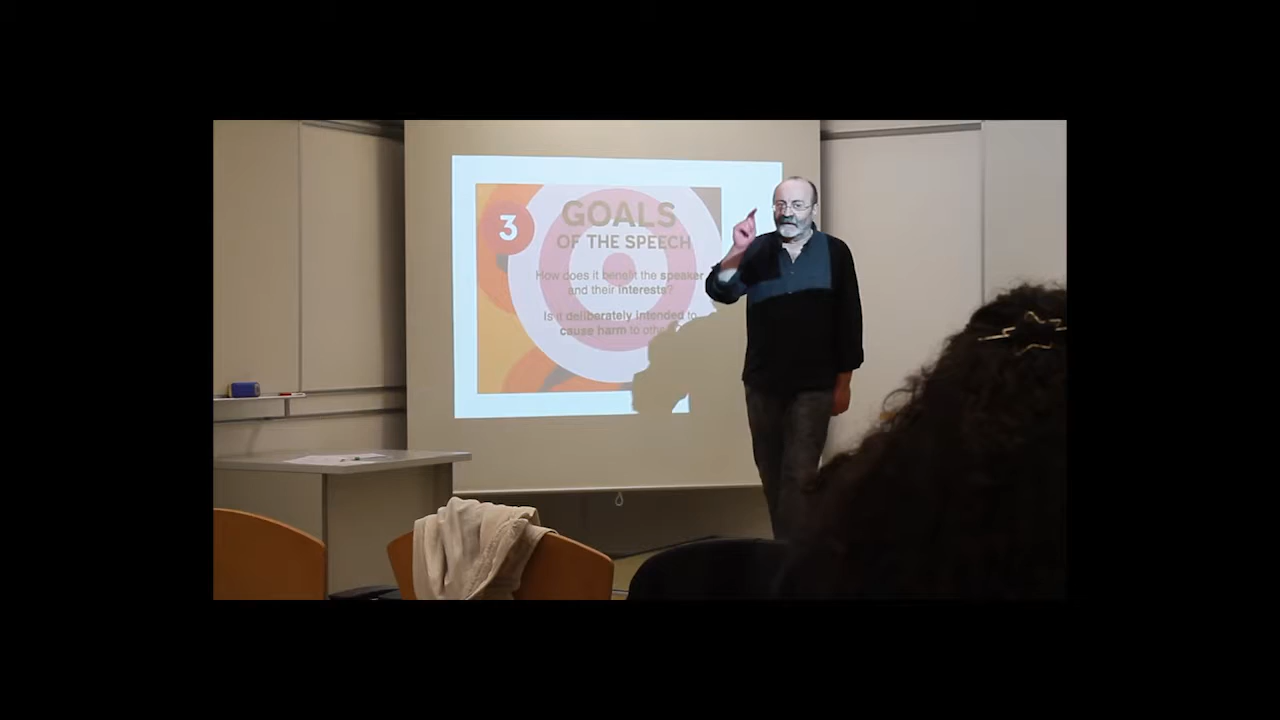 3
GOALS
OF THE SPEECH
How does it benefit the speaker
and their interests?
Is it deliberately intended to
cause harm to